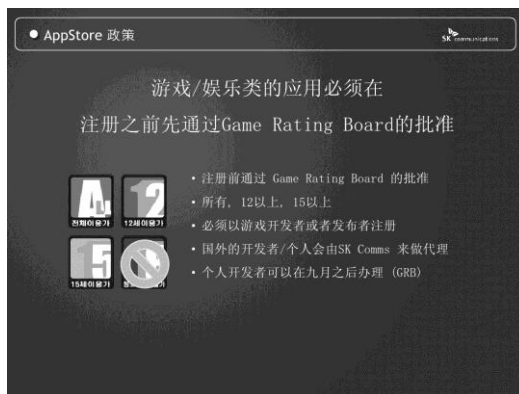 AppStore 政策
SK communications
游戏/娱乐类的应用必须在
注册之前先通过Game Rating Board的批准
• 注册前通过 Game Rating Board 的批准
• 所有, 12以上, 15以上
• 必须以游戏开发者或者发布者注册
• 国外的开发者/个人会由SK Comms 来做代理
• 个人开发者可以在九月之后办理 (GRB)
ALL
12
전체이용가
12세이용가
15
15세이용가